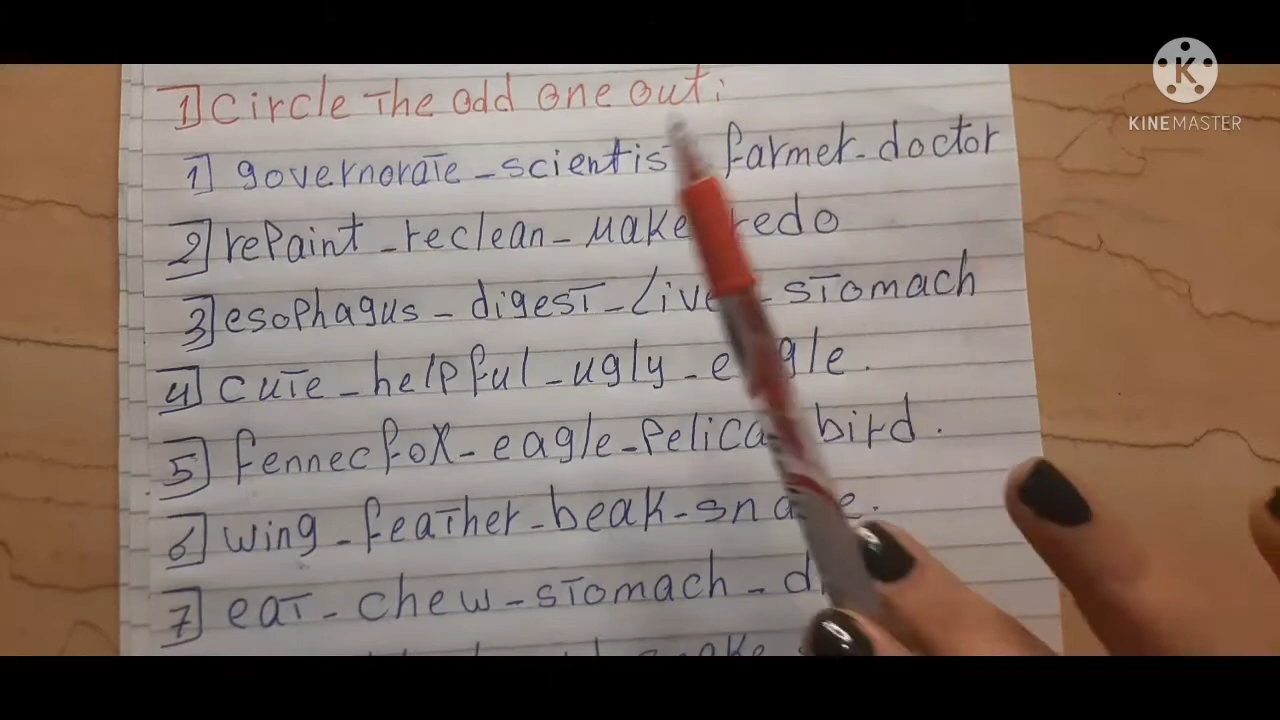 1] Circle The odd one out:
1] governorate - scientist farmer - doctor
2] rePaint - reclean - Make redo
3] esophagus - digest - Liver - stomach
4] cute - helpful - ugly - eagle.
5] fennec fox - eagle - Pelican bird.
6] wing - feather - beak - snake.
7] eat - chew - stomach -
K
KINEMASTER